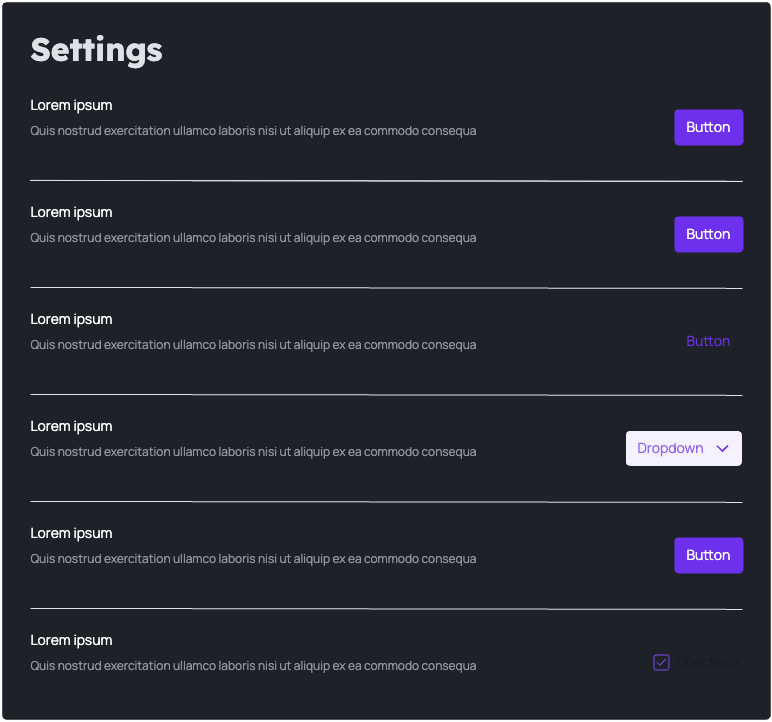 Settings
Lorem ipsum
Quis nostrud exercitation ullamco laboris nisi ut aliquip ex ea commodo consequa
Button
Lorem ipsum
Quis nostrud exercitation ullamco laboris nisi ut aliquip ex ea commodo consequa
Button
Lorem ipsum
Quis nostrud exercitation ullamco laboris nisi ut aliquip ex ea commodo consequa
Button
Lorem ipsum
Quis nostrud exercitation ullamco laboris nisi ut aliquip ex ea commodo consequa
Dropdown
Lorem ipsum
Quis nostrud exercitation ullamco laboris nisi ut aliquip ex ea commodo consequa
Button
Lorem ipsum
Quis nostrud exercitation ullamco laboris nisi ut aliquip ex ea commodo consequa
Checkbox